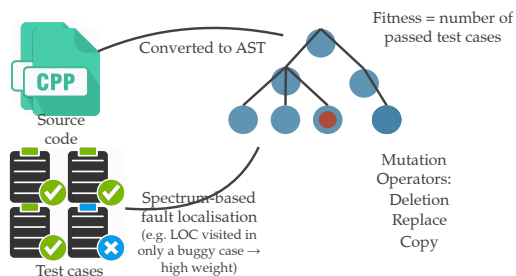 Fitness = number of
passed test cases
Converted to AST
CPP
Source
code
Mutation
Operators:
Deletion
Replace
Copy
Spectrum-based
fault localisation
(e.g. LOC visited in
only a buggy case →
high weight)
Test cases